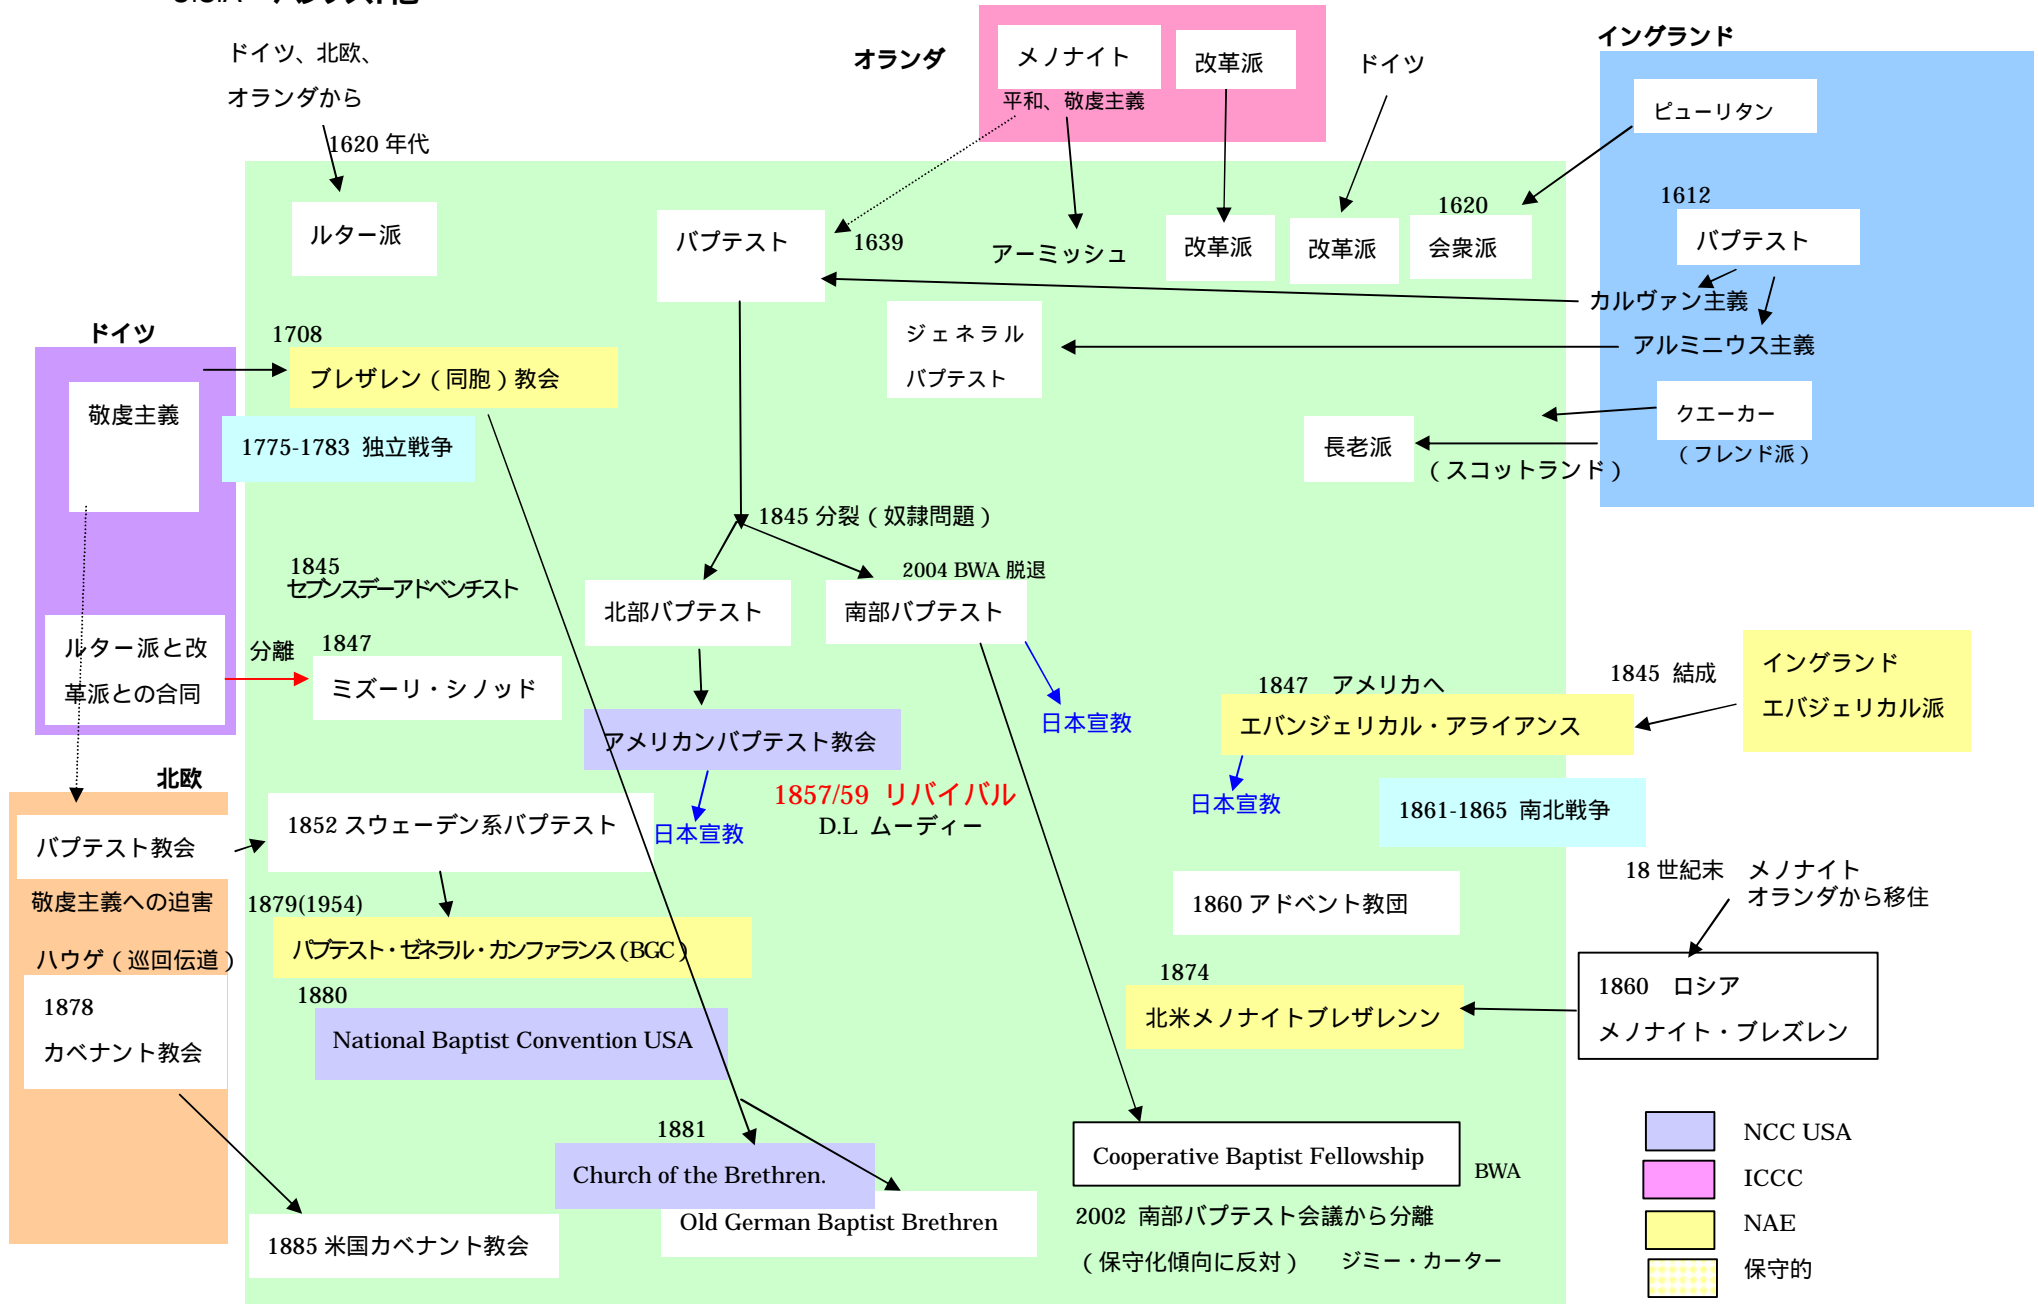 ドイツ、北欧、
オランダから
1620 年代
オランダ
メノナイト
改革派
平和、敬虔主義
ドイツ
イングランド
ピューリタン
ルター派
バプテスト
1639
アーミッシュ
改革派
改革派
1620
会衆派
1612
バプテスト
カルヴァン主義
アルミニウス主義
ジェネラル
バプテスト
クエーカー
（フレンド派）
長老派
（スコットランド）
ドイツ
敬虔主義
1708
ブレザレン（同胞）教会
1775-1783 独立戦争
1845 分裂（奴隷問題）
1845
セブンスデーアドベンチスト
北部バプテスト
2004 BWA 脱退
南部バプテスト
ルター派と改
革派との合同
分離
1847
ミズーリ・シノッド
アメリカンバプテスト教会
日本宣教
日本宣教
1847　アメリカへ
エバンジェリカル・アライアンス
日本宣教
1845 結成
イングランド
エバジェリカル派
1857/59 リバイバル
D.L ムーディー
1861-1865 南北戦争
北欧
バプテスト教会
敬虔主義への迫害
ハウゲ（巡回伝道）
1878
カベナント教会
1852 スウェーデン系バプテスト
1879(1954)
バプテスト・ゼネラル・カンファランス（BGC）
1880
National Baptist Convention USA
1860 アドベント教団
18 世紀末　メノナイト
オランダから移住
1874
北米メノナイトブレザレンン
1860　ロシア
メノナイト・ブレズレン
1881
Church of the Brethren.
Old German Baptist Brethren
1885 米国カベナント教会
Cooperative Baptist Fellowship
BWA
2002 南部バプテスト会議から分離
（保守化傾向に反対）　ジミー・カーター
NCC USA
ICCC
NAE
保守的